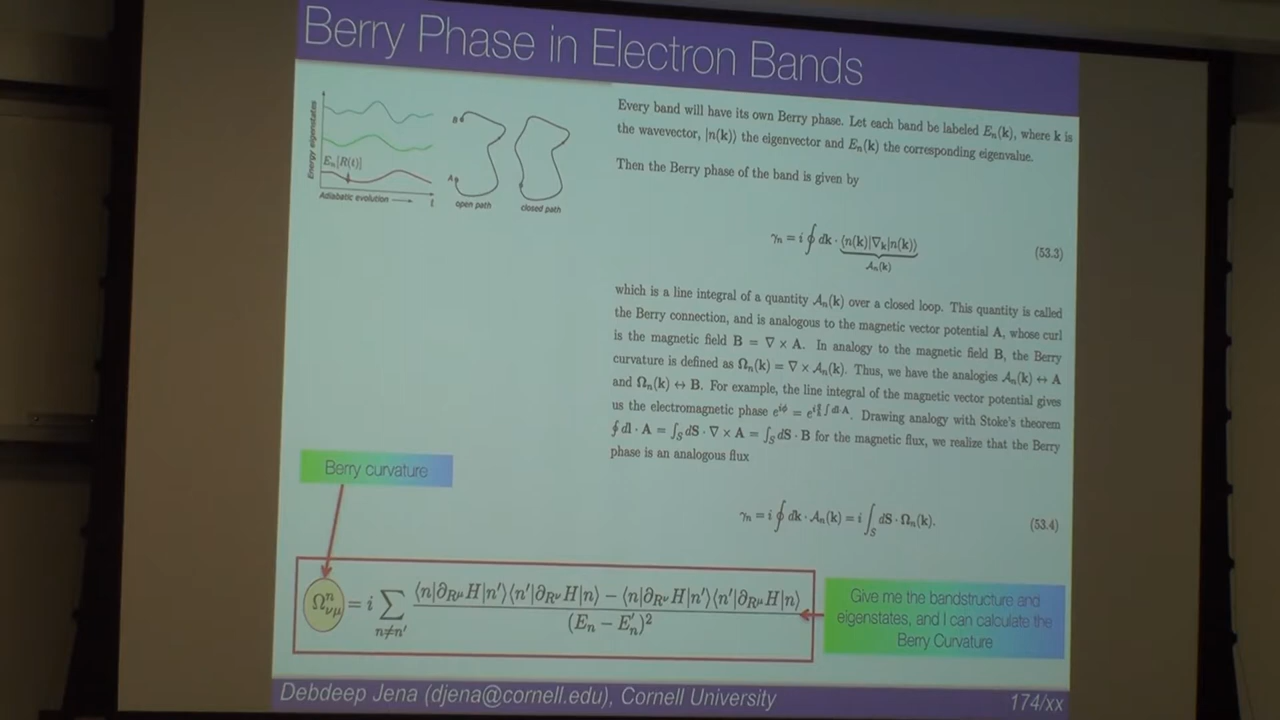 Berry Phase in Electron Bands
Energy eigenstates
E_n[R(t)]
Adiabatic evolution
t
B
A
open path
closed path
Every band will have its own Berry phase. Let each band be labeled E_n(k), where k is
the wavevector, |n(k)⟩ the eigenvector and E_n(k) the corresponding eigenvalue.
Then the Berry phase of the band is given by
γ_n = i ∮ dk · ⟨n(k)|∇_k|n(k)⟩ (53.3)
𝒜_n(k)
which is a line integral of a quantity 𝒜_n(k) over a closed loop. This quantity is called
the Berry connection, and is analogous to the magnetic vector potential A, whose curl
is the magnetic field B = ∇ × A. In analogy to the magnetic field B, the Berry
curvature is defined as Ω_n(k) = ∇ × 𝒜_n(k). Thus, we have the analogies 𝒜_n(k) ↔ A
and Ω_n(k) ↔ B. For example, the line integral of the magnetic vector potential gives
us the electromagnetic phase e^{iϕ} = e^{i e/ħ ∫ dl·A}. Drawing analogy with Stoke's theorem
∮ dl · A = ∫_S dS · ∇ × A = ∫_S dS · B for the magnetic flux, we realize that the Berry
phase is an analogous flux
γ_n = i ∮ dk · 𝒜_n(k) = i ∫_S dS · Ω_n(k). (53.4)
Berry curvature
Ω^n_{νμ} = i ∑_{n≠n'} (⟨n|∂_{R^μ}H|n'⟩⟨n'|∂_{R^ν}H|n⟩ − ⟨n|∂_{R^ν}H|n'⟩⟨n'|∂_{R^μ}H|n⟩) / (E_n − E'_n)²
Give me the bandstructure and
eigenstates, and I can calculate the
Berry Curvature
Debdeep Jena (djena@cornell.edu), Cornell University
174/xx